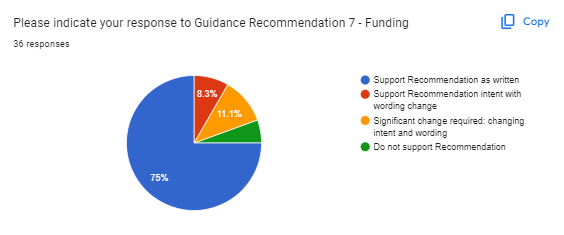 Please indicate your response to Guidance Recommendation 7 - Funding
Copy
36 responses
8.3%
11.1%
75%
Support Recommendation as written
Support Recommendation intent with
wording change
Significant change required: changing
intent and wording
Do not support Recommendation